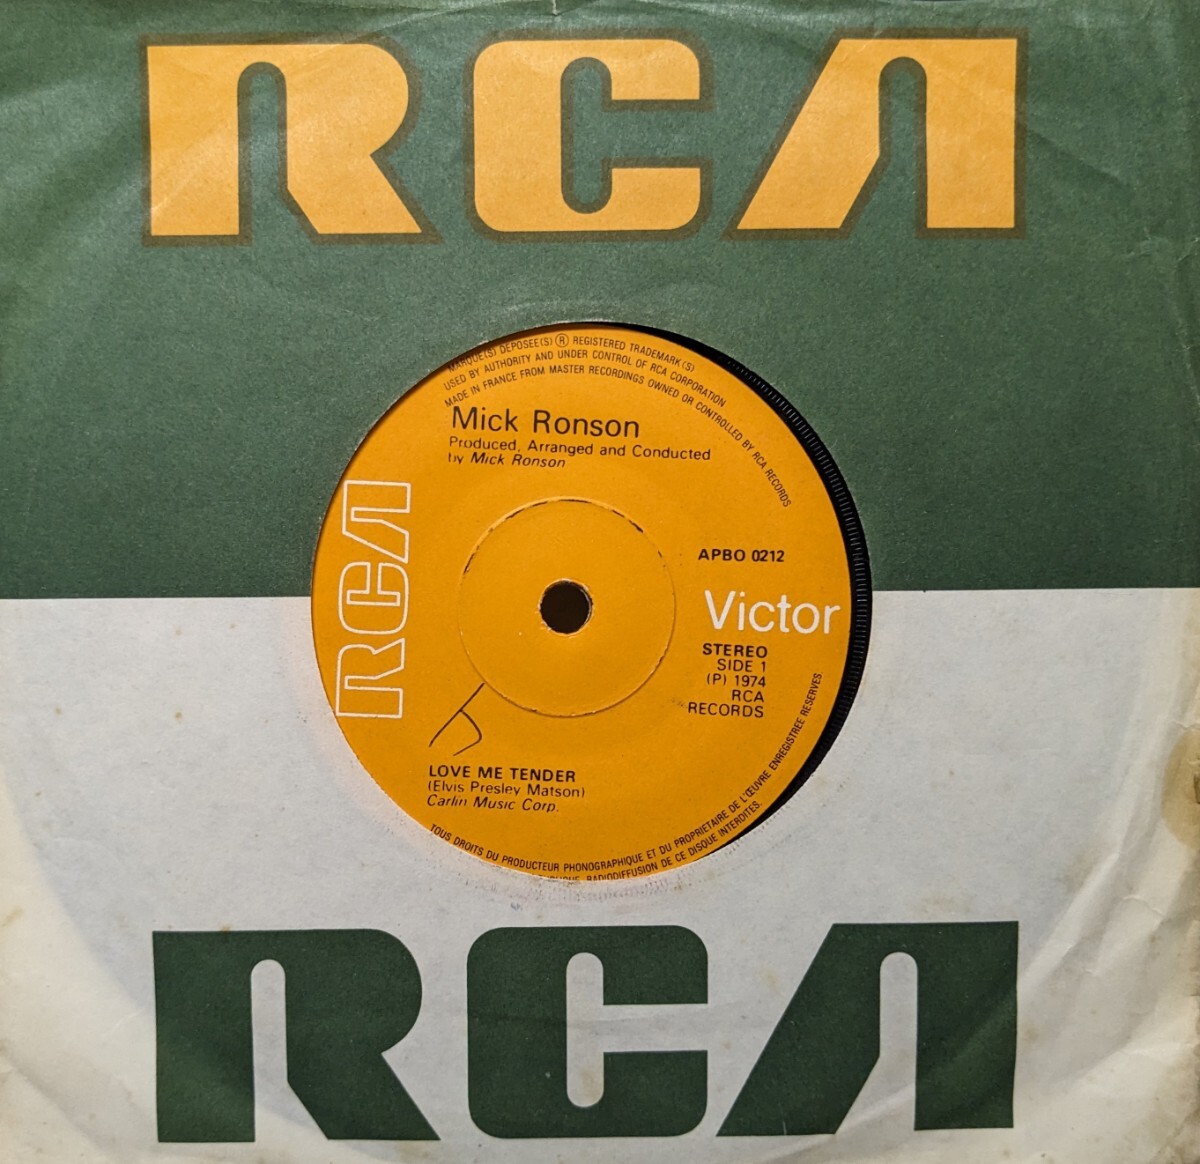 RCA
MARQUE(S) DEPOSEE(S) ® REGISTERED TRADEMARK(S)
USED BY AUTHORITY AND UNDER CONTROL OF RCA CORPORATION
MADE IN FRANCE FROM MASTER RECORDINGS OWNED OR CONTROLLED BY RCA RECORDS
Mick Ronson
Produced, Arranged and Conducted
by Mick Ronson
RCA
APBO 0212
Victor
STEREO
SIDE 1
(P) 1974
RCA
RECORDS
LOVE ME TENDER
(Elvis Presley Matson)
Carlin Music Corp.
TOUS DROITS DU PRODUCTEUR PHONOGRAPHIQUE ET DU PROPRIETAIRE DE L'ŒUVRE ENREGISTREE RESERVES
RADIODIFFUSION DE CE DISQUE INTERDITES.
RCA